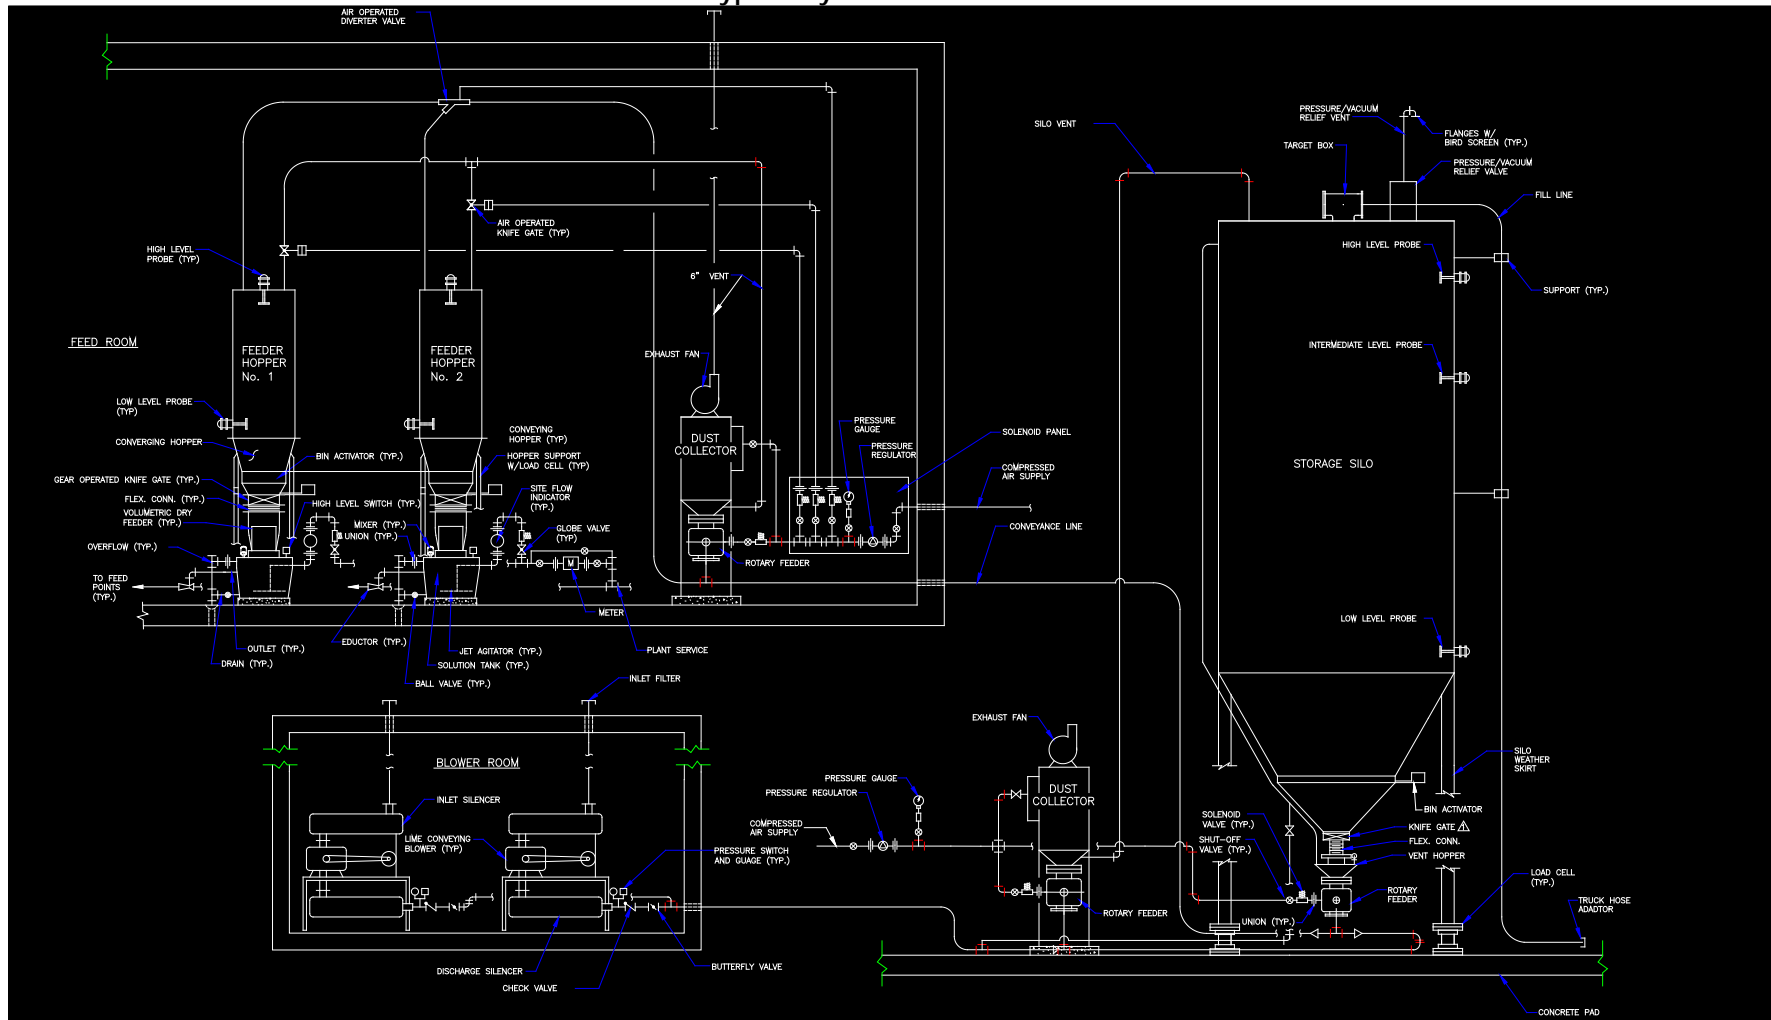 AIR OPERATED
DIVERTER VALVE
SILO VENT
PRESSURE/VACUUM
RELIEF VENT
FLANGES W/
BIRD SCREEN (TYP.)
TARGET BOX
PRESSURE/VACUUM
RELIEF VALVE
FILL LINE
AIR OPERATED
KNIFE GATE (TYP)
HIGH LEVEL
PROBE (TYP)
HIGH LEVEL PROBE
6" VENT
SUPPORT (TYP.)
FEED ROOM
FEEDER
HOPPER
No. 1
FEEDER
HOPPER
No. 2
EXHAUST FAN
INTERMEDIATE LEVEL PROBE
LOW LEVEL PROBE
(TYP)
CONVERGING HOPPER
BIN ACTIVATOR (TYP.)
CONVEYING
HOPPER (TYP)
HOPPER SUPPORT
W/LOAD CELL (TYP)
DUST
COLLECTOR
PRESSURE
GAUGE
PRESSURE
REGULATOR
SOLENOID PANEL
STORAGE SILO
COMPRESSED
AIR SUPPLY
GEAR OPERATED KNIFE GATE (TYP.)
FLEX. CONN. (TYP.)
HIGH LEVEL SWITCH (TYP.)
SITE FLOW
INDICATOR
(TYP.)
VOLUMETRIC DRY
FEEDER (TYP.)
MIXER (TYP.)
UNION (TYP.)
GLOBE VALVE
(TYP)
CONVEYANCE LINE
OVERFLOW (TYP.)
M
ROTARY FEEDER
TO FEED
POINTS
(TYP.)
METER
LOW LEVEL PROBE
OUTLET (TYP.)
EDUCTOR (TYP.)
JET AGITATOR (TYP.)
PLANT SERVICE
DRAIN (TYP.)
SOLUTION TANK (TYP.)
BALL VALVE (TYP.)
INLET FILTER
EXHAUST FAN
BLOWER ROOM
SILO
WEATHER
SKIRT
PRESSURE GAUGE
PRESSURE REGULATOR
DUST
COLLECTOR
INLET SILENCER
BIN ACTIVATOR
SOLENOID
VALVE (TYP.)
KNIFE GATE
COMPRESSED
AIR SUPPLY
LIME CONVEYING
BLOWER (TYP)
PRESSURE SWITCH
AND GUAGE (TYP.)
SHUT-OFF
VALVE (TYP.)
FLEX. CONN.
VENT HOPPER
LOAD CELL
(TYP.)
ROTARY
FEEDER
TRUCK HOSE
ADADTOR
ROTARY FEEDER
UNION (TYP.)
DISCHARGE SILENCER
BUTTERFLY VALVE
CHECK VALVE
CONCRETE PAD